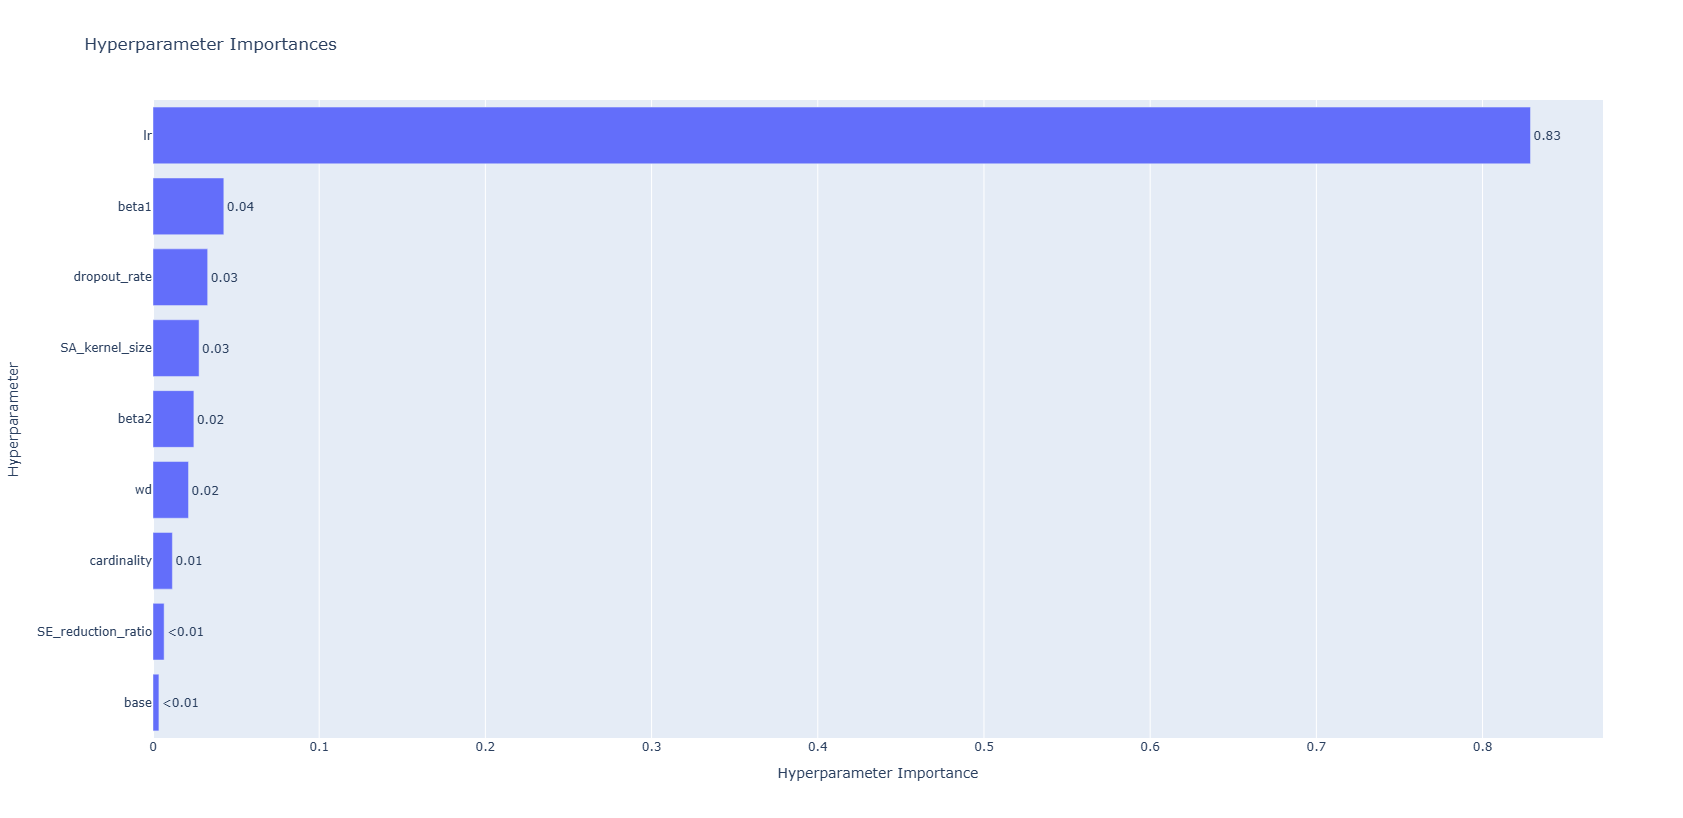 Hyperparameter Importances
lr
0.83
beta1
0.04
dropout_rate
0.03
SA_kernel_size
0.03
beta2
0.02
wd
0.02
cardinality
0.01
SE_reduction_ratio
<0.01
base
<0.01
0 0.1 0.2 0.3 0.4 0.5 0.6 0.7 0.8
Hyperparameter Importance
Hyperparameter